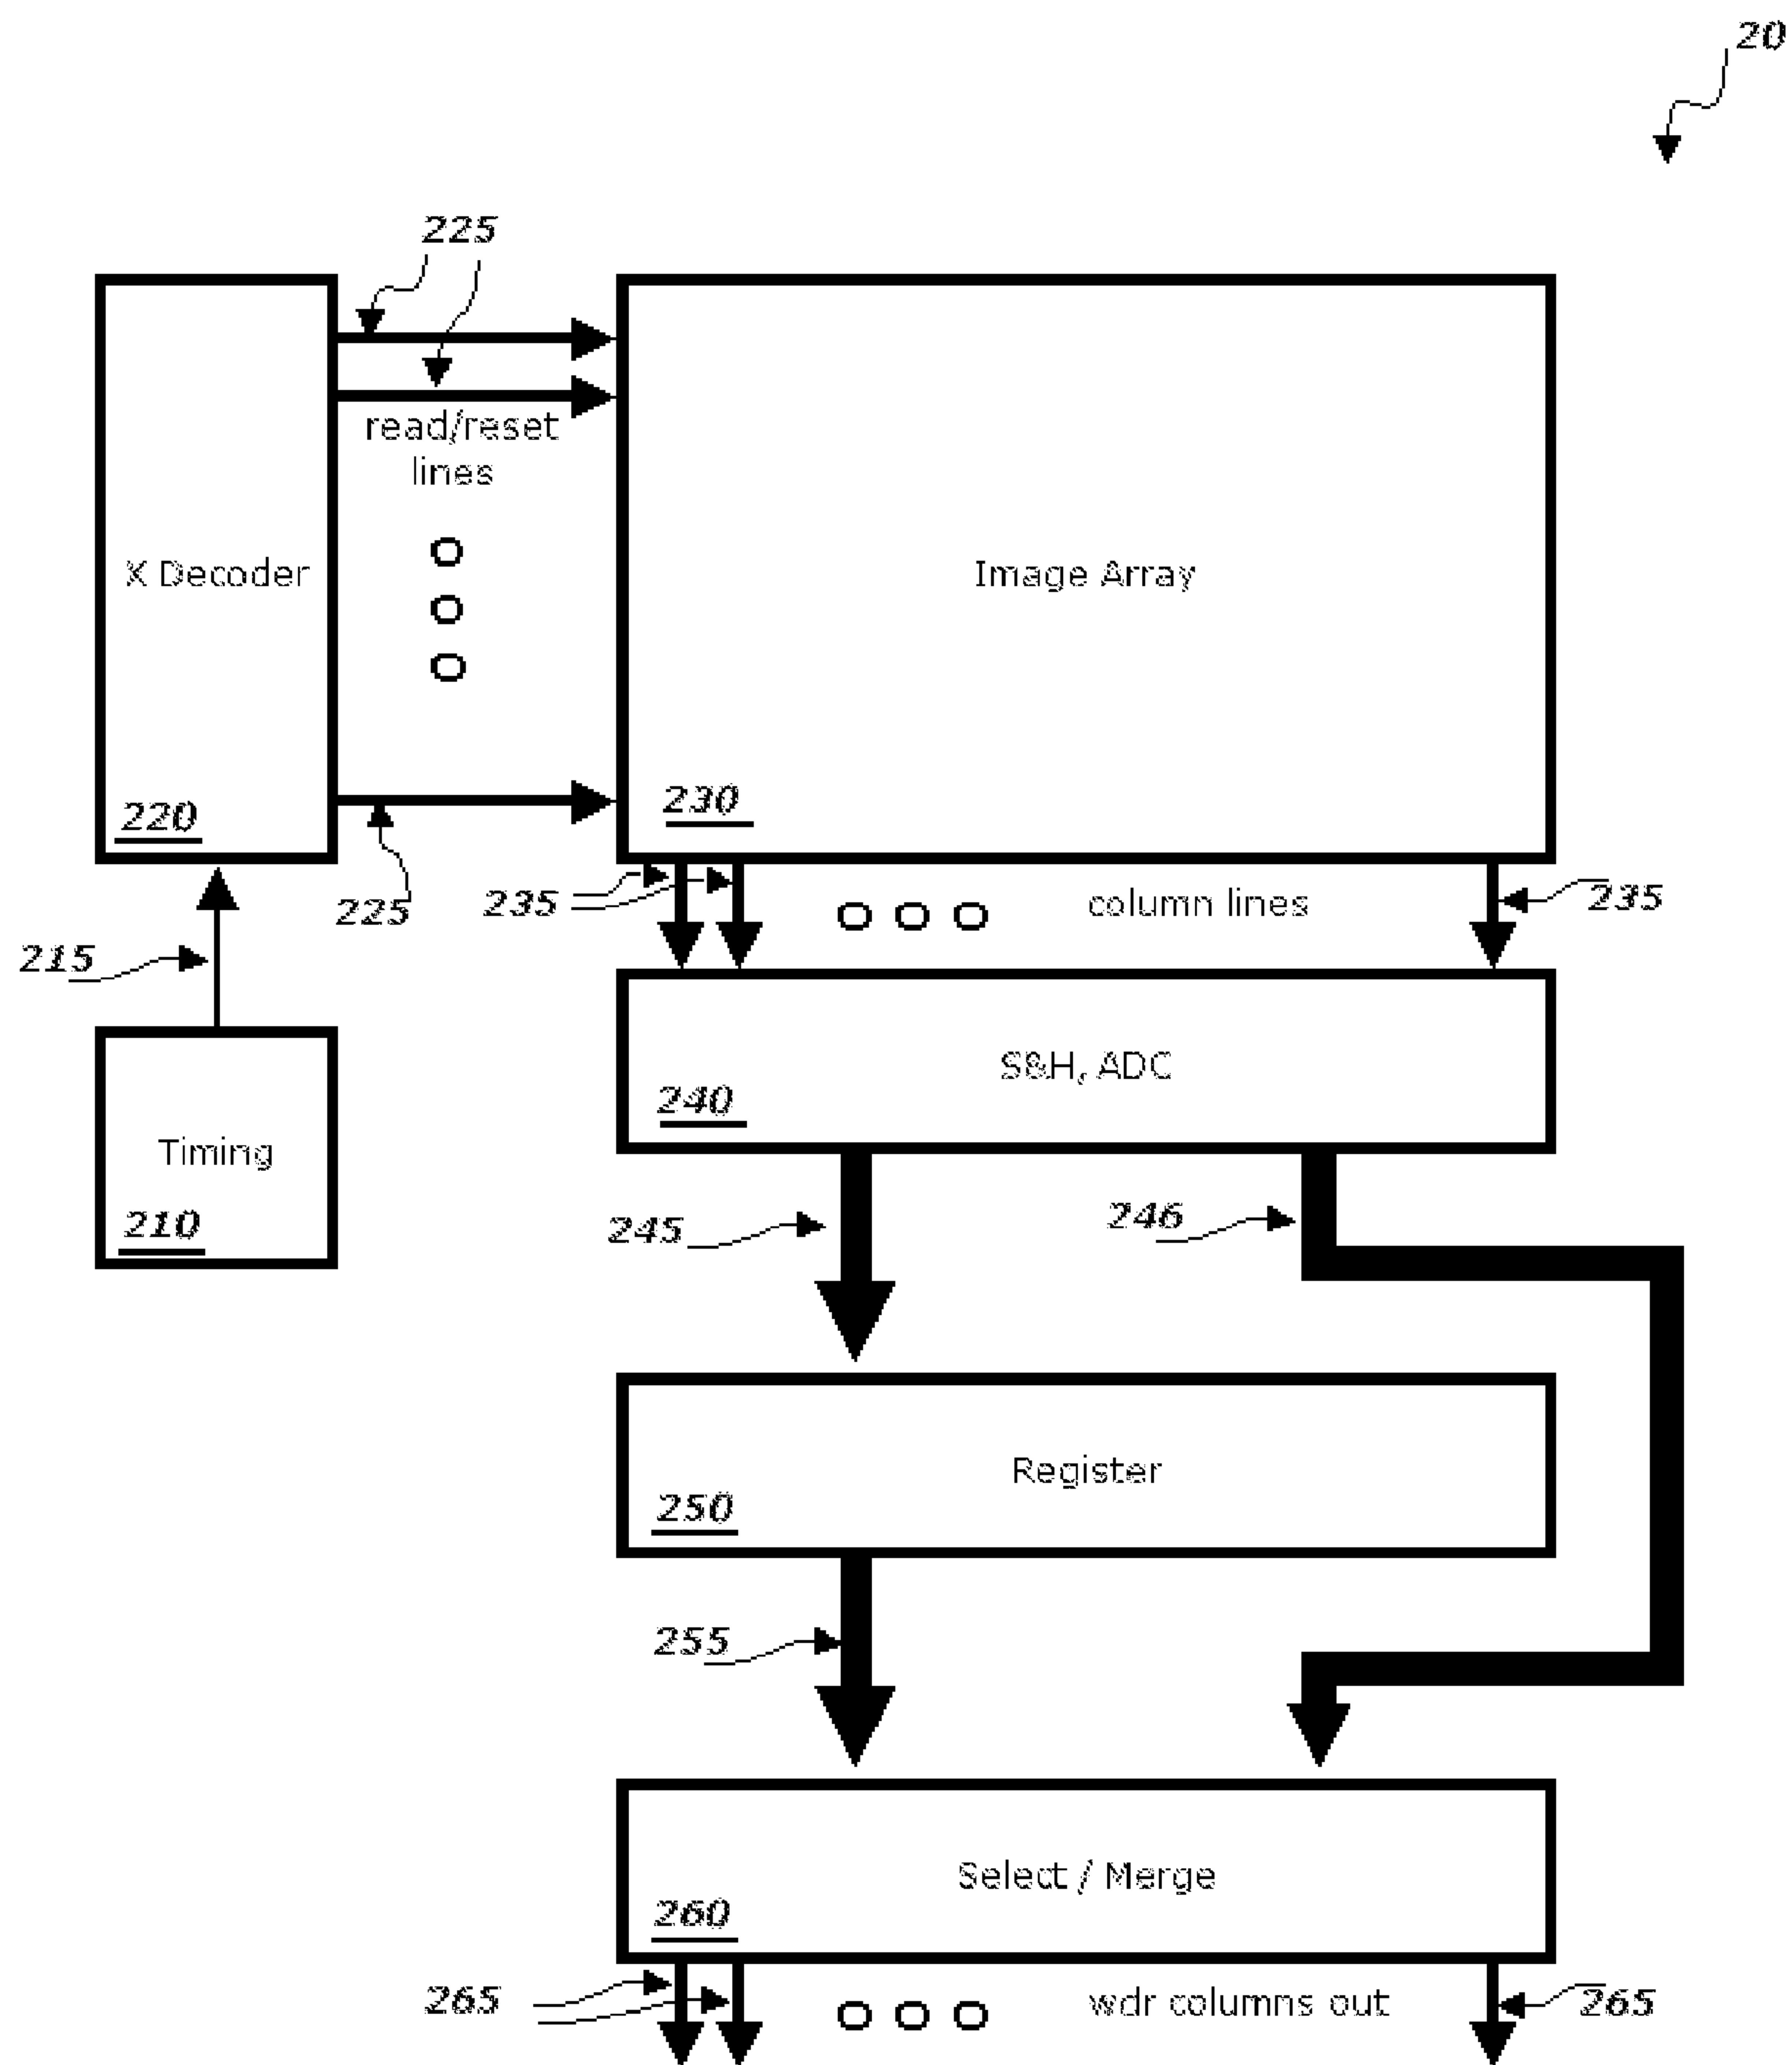 20
225
read/reset
lines
X Decoder
Image Array
220
230
225
235
column lines
235
215
S&H, ADC
240
Timing
210
245
246
Register
250
255
Select / Merge
260
265
wdr columns out
265